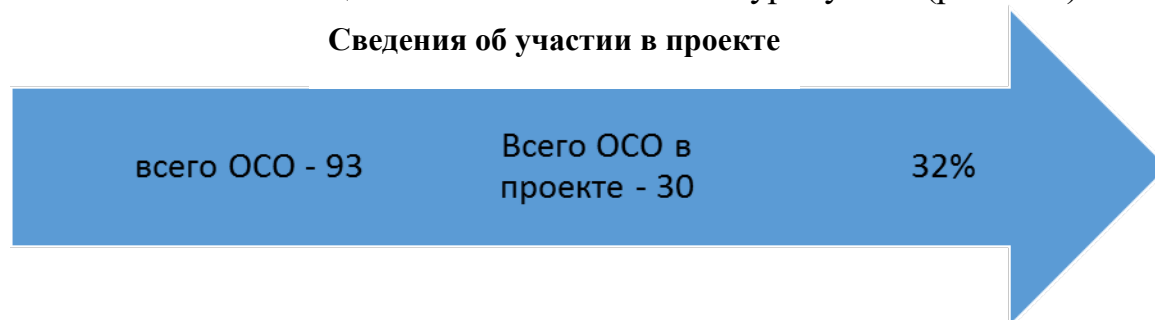 Сведения об участии в проекте
всего ОСО - 93
Всего ОСО в
проекте - 30
32%